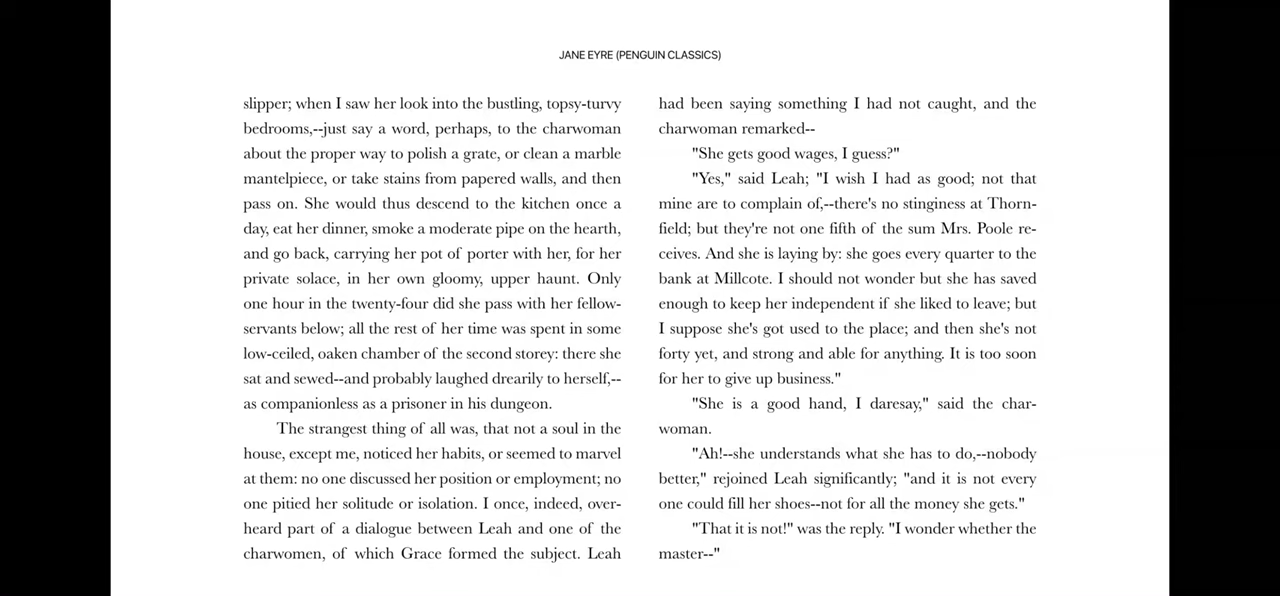 JANE EYRE (PENGUIN CLASSICS)
slipper; when I saw her look into the bustling, topsy-turvy
bedrooms,--just say a word, perhaps, to the charwoman
about the proper way to polish a grate, or clean a marble
mantelpiece, or take stains from papered walls, and then
pass on. She would thus descend to the kitchen once a
day, eat her dinner, smoke a moderate pipe on the hearth,
and go back, carrying her pot of porter with her, for her
private solace, in her own gloomy, upper haunt. Only
one hour in the twenty-four did she pass with her fellow-
servants below; all the rest of her time was spent in some
low-ceiled, oaken chamber of the second storey: there she
sat and sewed--and probably laughed drearily to herself,--
as companionless as a prisoner in his dungeon.
The strangest thing of all was, that not a soul in the
house, except me, noticed her habits, or seemed to marvel
at them: no one discussed her position or employment; no
one pitied her solitude or isolation. I once, indeed, over-
heard part of a dialogue between Leah and one of the
charwomen, of which Grace formed the subject. Leah
had been saying something I had not caught, and the
charwoman remarked--
"She gets good wages, I guess?"
"Yes," said Leah; "I wish I had as good; not that
mine are to complain of,--there's no stinginess at Thorn-
field; but they're not one fifth of the sum Mrs. Poole re-
ceives. And she is laying by: she goes every quarter to the
bank at Millcote. I should not wonder but she has saved
enough to keep her independent if she liked to leave; but
I suppose she's got used to the place; and then she's not
forty yet, and strong and able for anything. It is too soon
for her to give up business."
"She is a good hand, I daresay," said the char-
woman.
"Ah!--she understands what she has to do,--nobody
better," rejoined Leah significantly; "and it is not every
one could fill her shoes--not for all the money she gets."
"That it is not!" was the reply. "I wonder whether the
master--"